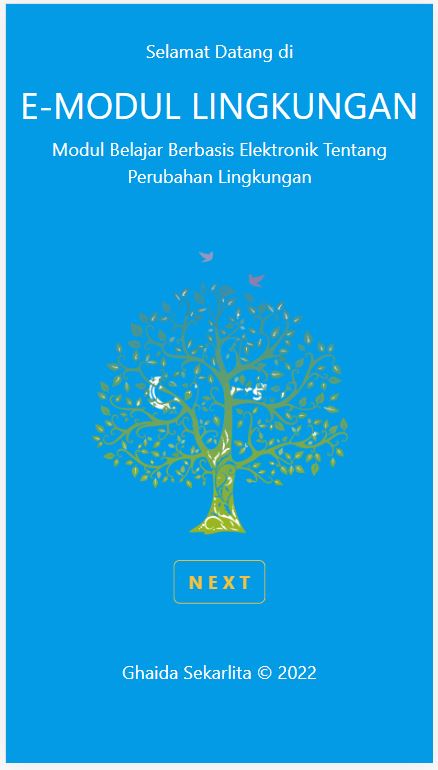 Selamat Datang di
E-MODUL LINGKUNGAN
Modul Belajar Berbasis Elektronik Tentang
Perubahan Lingkungan
NEXT
Ghaida Sekarlita © 2022